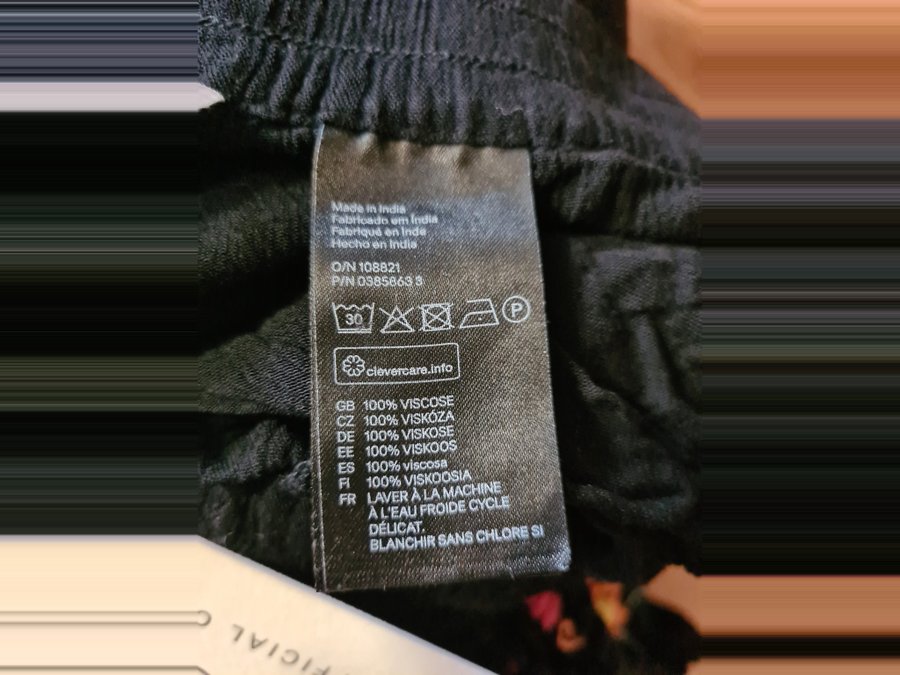 Made in India
Fabricado em Índia
Fabriqué en Inde
Hecho en India
O/N 108821
P/N 0385863 3
30
P
clevercare.info
GB 100% VISCOSE
CZ 100% VISKÓZA
DE 100% VISKOSE
EE 100% VISKOOS
ES 100% viscosa
FI 100% VISKOOSIA
FR LAVER À LA MACHINE
À L'EAU FROIDE CYCLE
DÉLICAT.
BLANCHIR SANS CHLORE SI